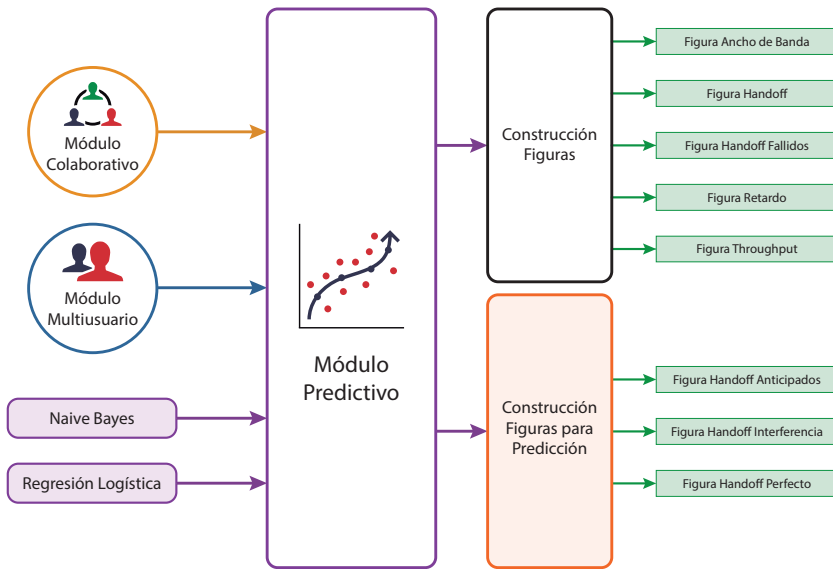 Módulo
Colaborativo
Módulo
Multiusuario
Naive Bayes
Regresión Logística
Módulo
Predictivo
Construcción
Figuras
Construcción
Figuras para
Predicción
Figura Ancho de Banda
Figura Handoff
Figura Handoff Fallidos
Figura Retardo
Figura Throughput
Figura Handoff Anticipados
Figura Handoff Interferencia
Figura Handoff Perfecto